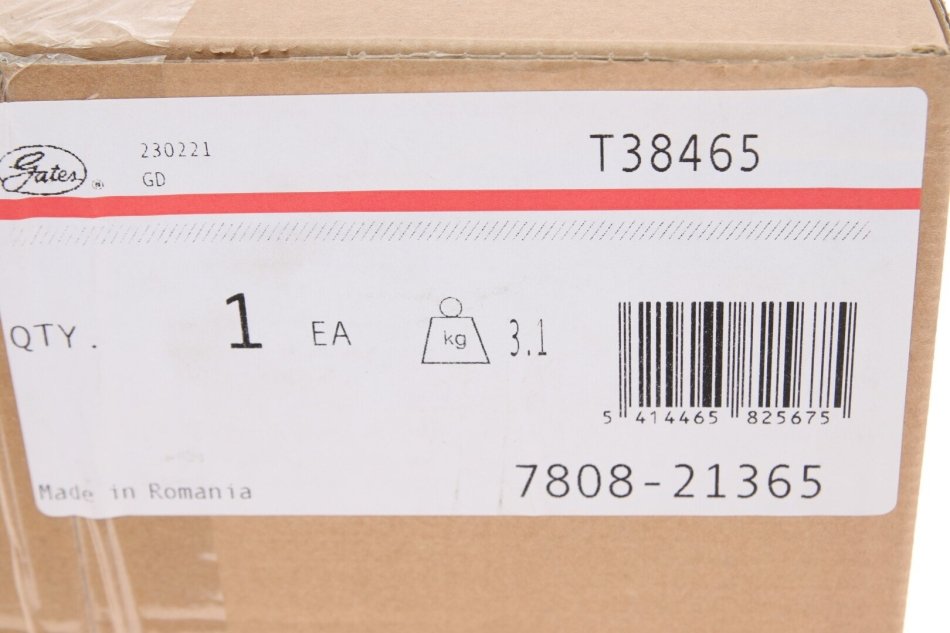 Gates ®
230221
GD
T38465
QTY. 1 EA
kg 3.1
5 414465 825675
7808-21365
Made in Romania